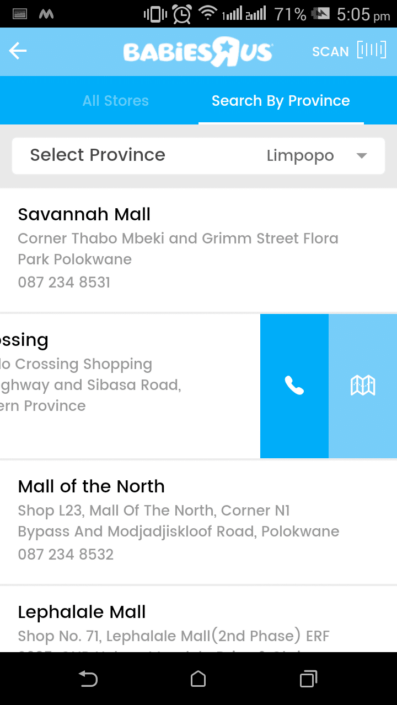 71% 5:05 pm
BABIES R US
SCAN
All Stores
Search By Province
Select Province
Limpopo
Savannah Mall
Corner Thabo Mbeki and Grimm Street Flora
Park Polokwane
087 234 8531
ossing
lo Crossing Shopping
ghway and Sibasa Road,
ern Province
Mall of the North
Shop L23, Mall Of The North, Corner N1
Bypass And Modjadjiskloof Road, Polokwane
087 234 8532
Lephalale Mall
Shop No. 71, Lephalale Mall(2nd Phase) ERF